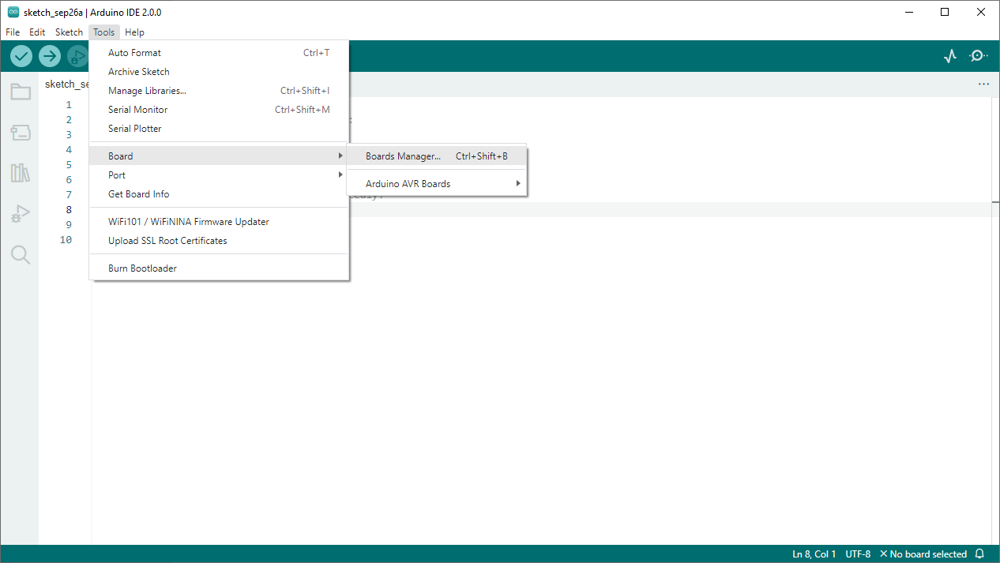 sketch_sep26a | Arduino IDE 2.0.0
File Edit Sketch Tools Help
sketch_se
Auto Format Ctrl+T
Archive Sketch
Manage Libraries... Ctrl+Shift+I
Serial Monitor Ctrl+Shift+M
Serial Plotter
Board
Port
Get Board Info
WiFi101 / WiFiNINA Firmware Updater
Upload SSL Root Certificates
Burn Bootloader
Boards Manager... Ctrl+Shift+B
Arduino AVR Boards
1
2
3
4
5
6
7
8
9
10
Ln 8, Col 1 UTF-8 No board selected